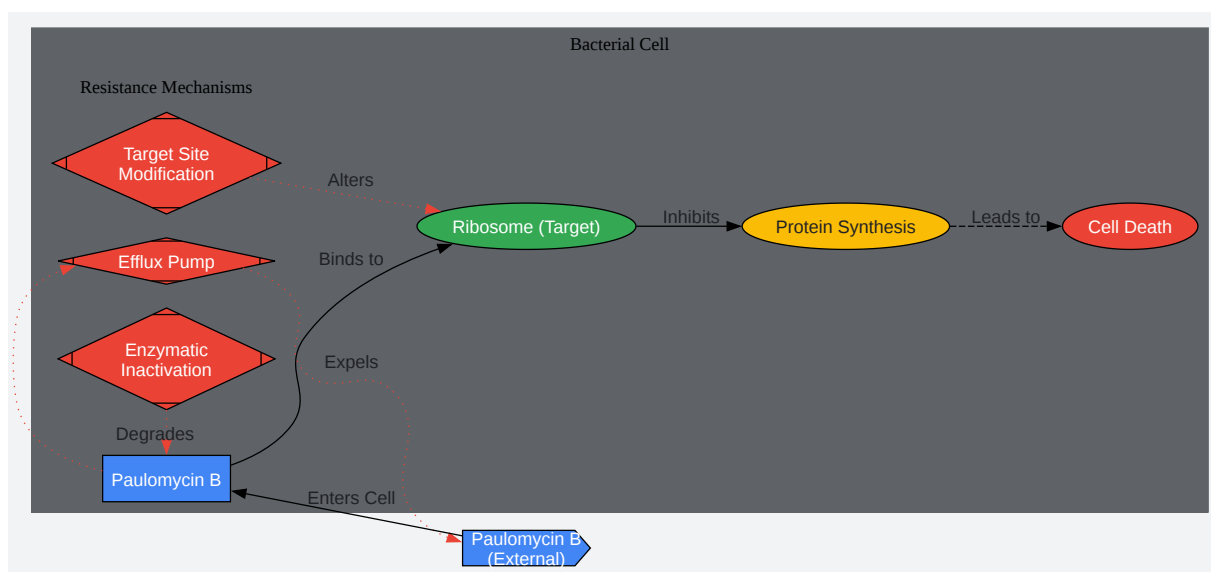 Bacterial Cell
Resistance Mechanisms
Target Site
Modification
Alters
Ribosome (Target)
Inhibits
Protein Synthesis
Leads to
Cell Death
Efflux Pump
Binds to
Enzymatic
Inactivation
Expels
Degrades
Paulomycin B
Enters Cell
Paulomycin B
(External)